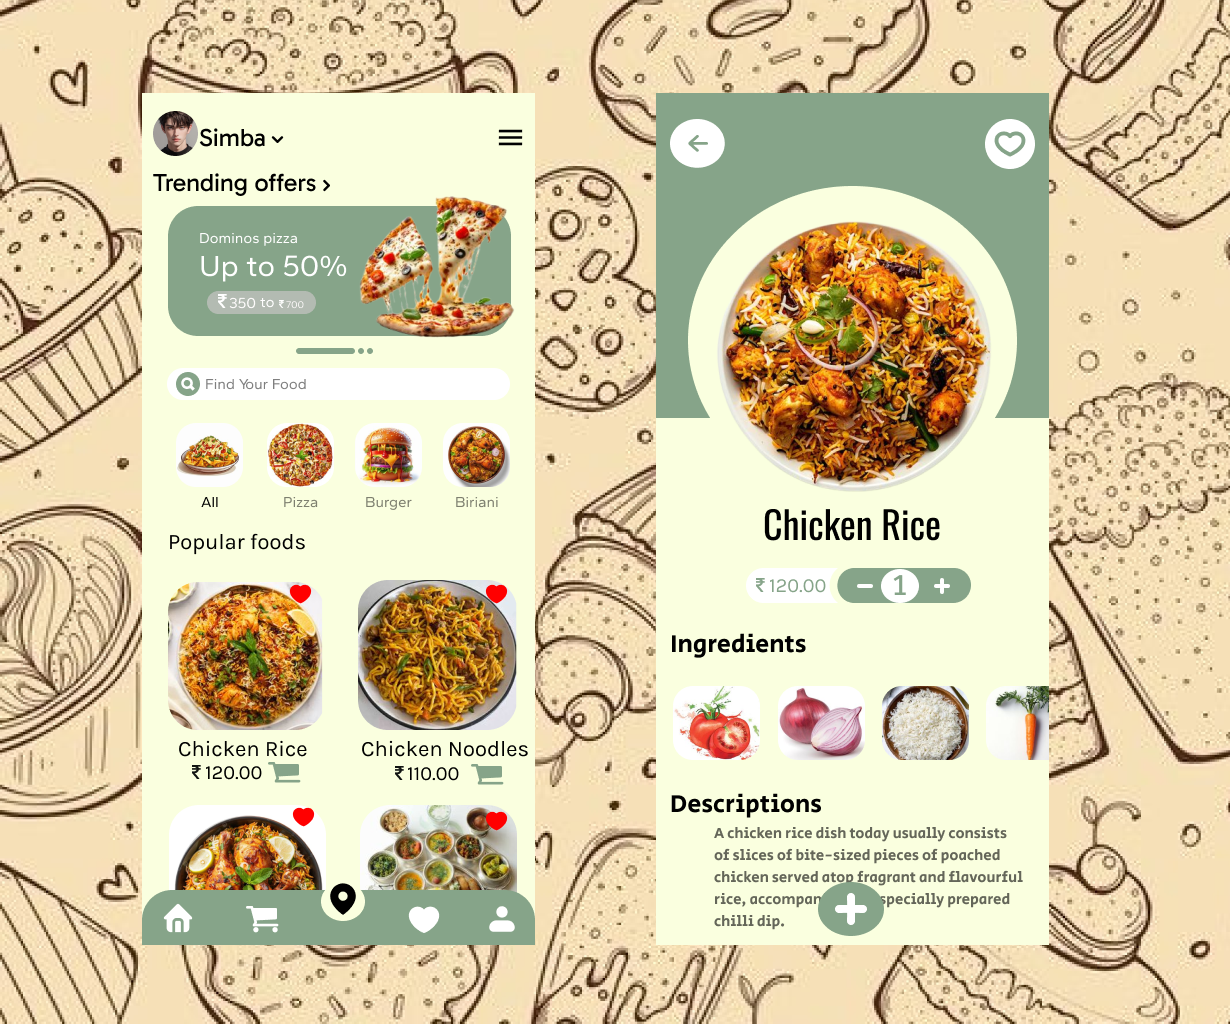 Simba
Trending offers
Dominos pizza
Up to 50%
₹350 to ₹700
Find Your Food
All Pizza Burger Biriani
Popular foods
Chicken Rice Chicken Noodles
₹120.00 ₹110.00
Chicken Rice
₹120.00 1
Ingredients
Descriptions
A chicken rice dish today usually consists
of slices of bite-sized pieces of poached
chicken served atop fragrant and flavourful
rice, accompan specially prepared
chilli dip.